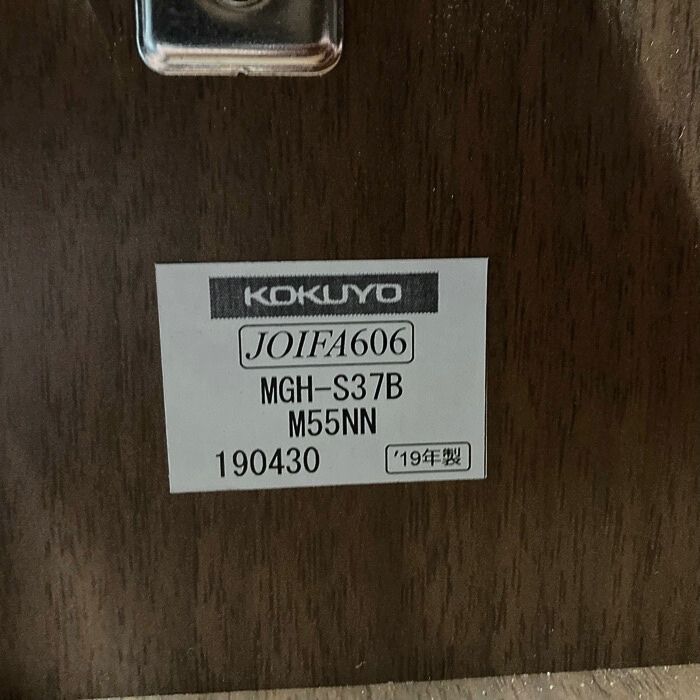 KOKUYO
JOIFA606
MGH-S37B
M55NN
190430 '19年製